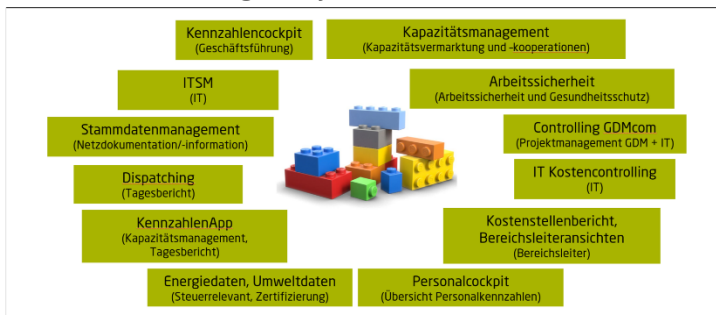 Kennzahlencockpit
(Geschäftsführung)
Kapazitätsmanagement
(Kapazitätsvermarktung und –kooperationen)
ITSM
(IT)
Arbeitssicherheit
(Arbeitssicherheit und Gesundheitsschutz)
Stammdatenmanagement
(Netzdokumentation/-information)
Controlling GDMcom
(Projektmanagement GDM + IT)
Dispatching
(Tagesbericht)
IT Kostencontrolling
(IT)
KennzahlenApp
(Kapazitätsmanagement,
Tagesbericht)
Kostenstellenbericht,
Bereichsleiteransichten
(Bereichsleiter)
Energiedaten, Umweltdaten
(Steuerrelevant, Zertifizierung)
Personalcockpit
(Übersicht Personalkennzahlen)